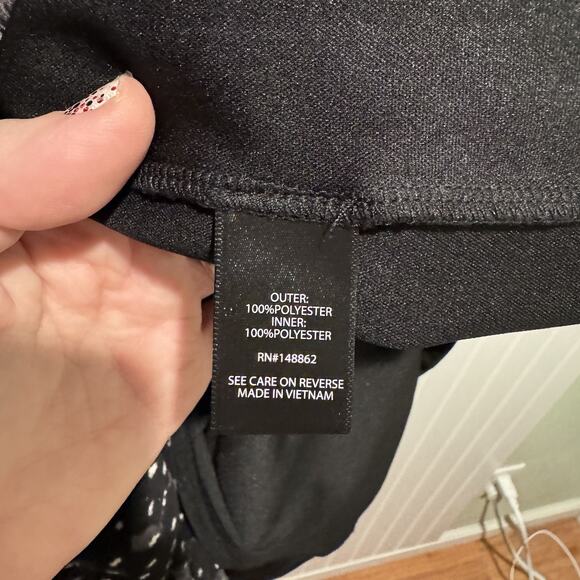 OUTER:
100%POLYESTER
INNER:
100%POLYESTER
RN#148862
SEE CARE ON REVERSE
MADE IN VIETNAM